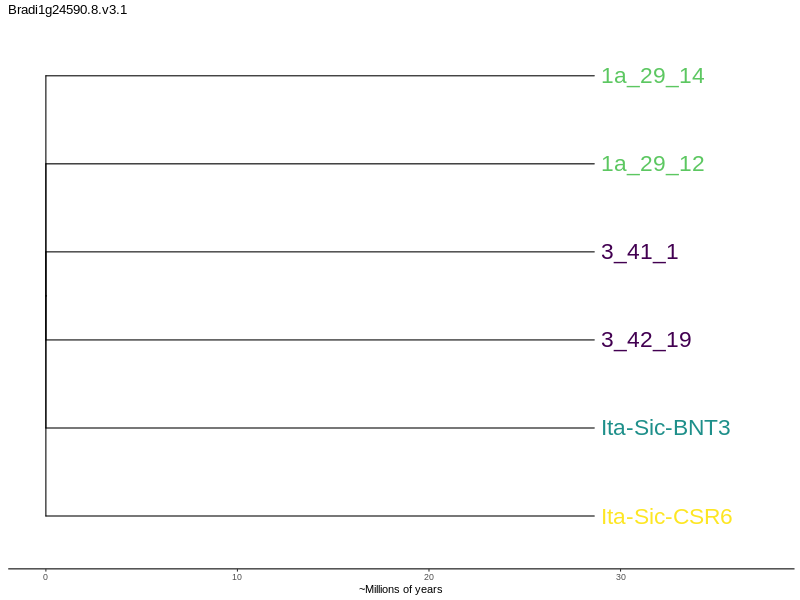 Bradi1g24590.8.v3.1
1a_29_14
1a_29_12
3_41_1
3_42_19
Ita-Sic-BNT3
Ita-Sic-CSR6
0 10 20 30
~Millions of years